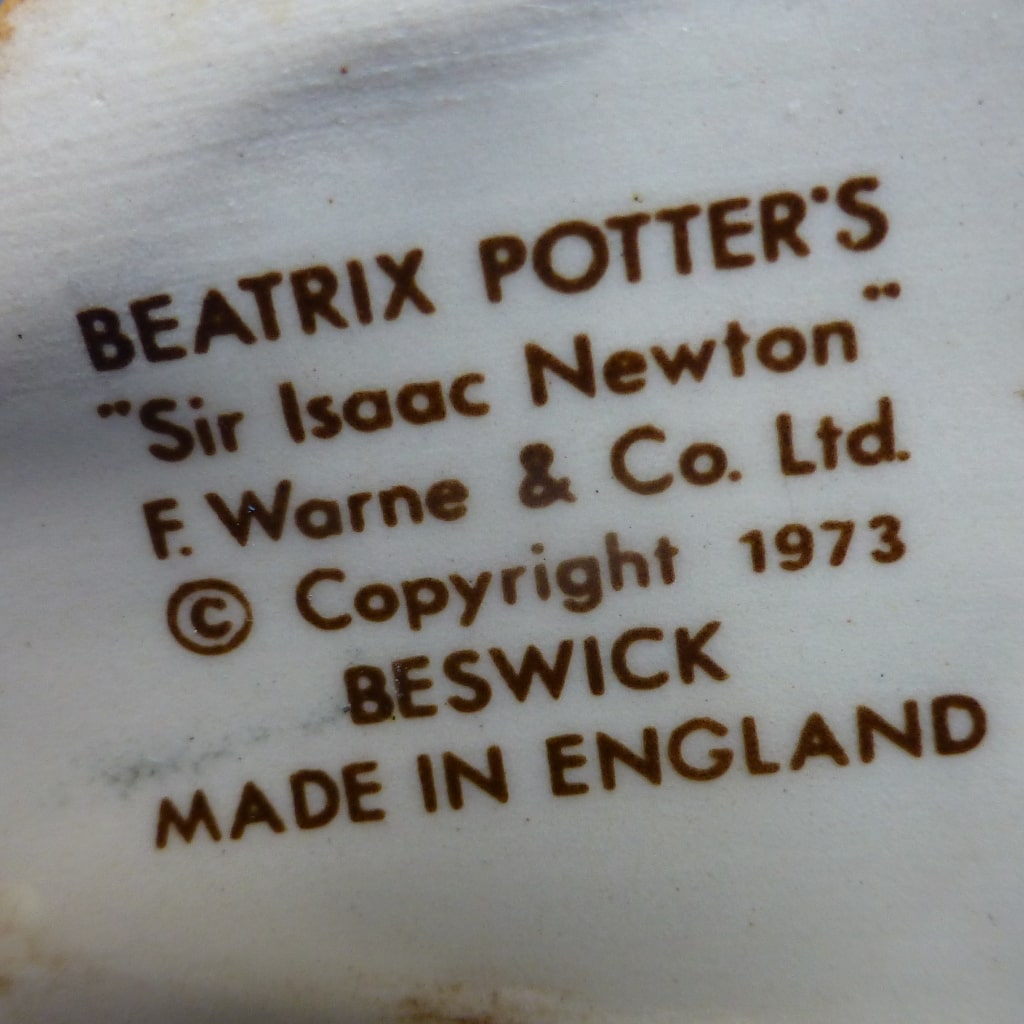 BEATRIX POTTER'S
"Sir Isaac Newton"
F. Warne & Co. Ltd.
© Copyright 1973
BESWICK
MADE IN ENGLAND